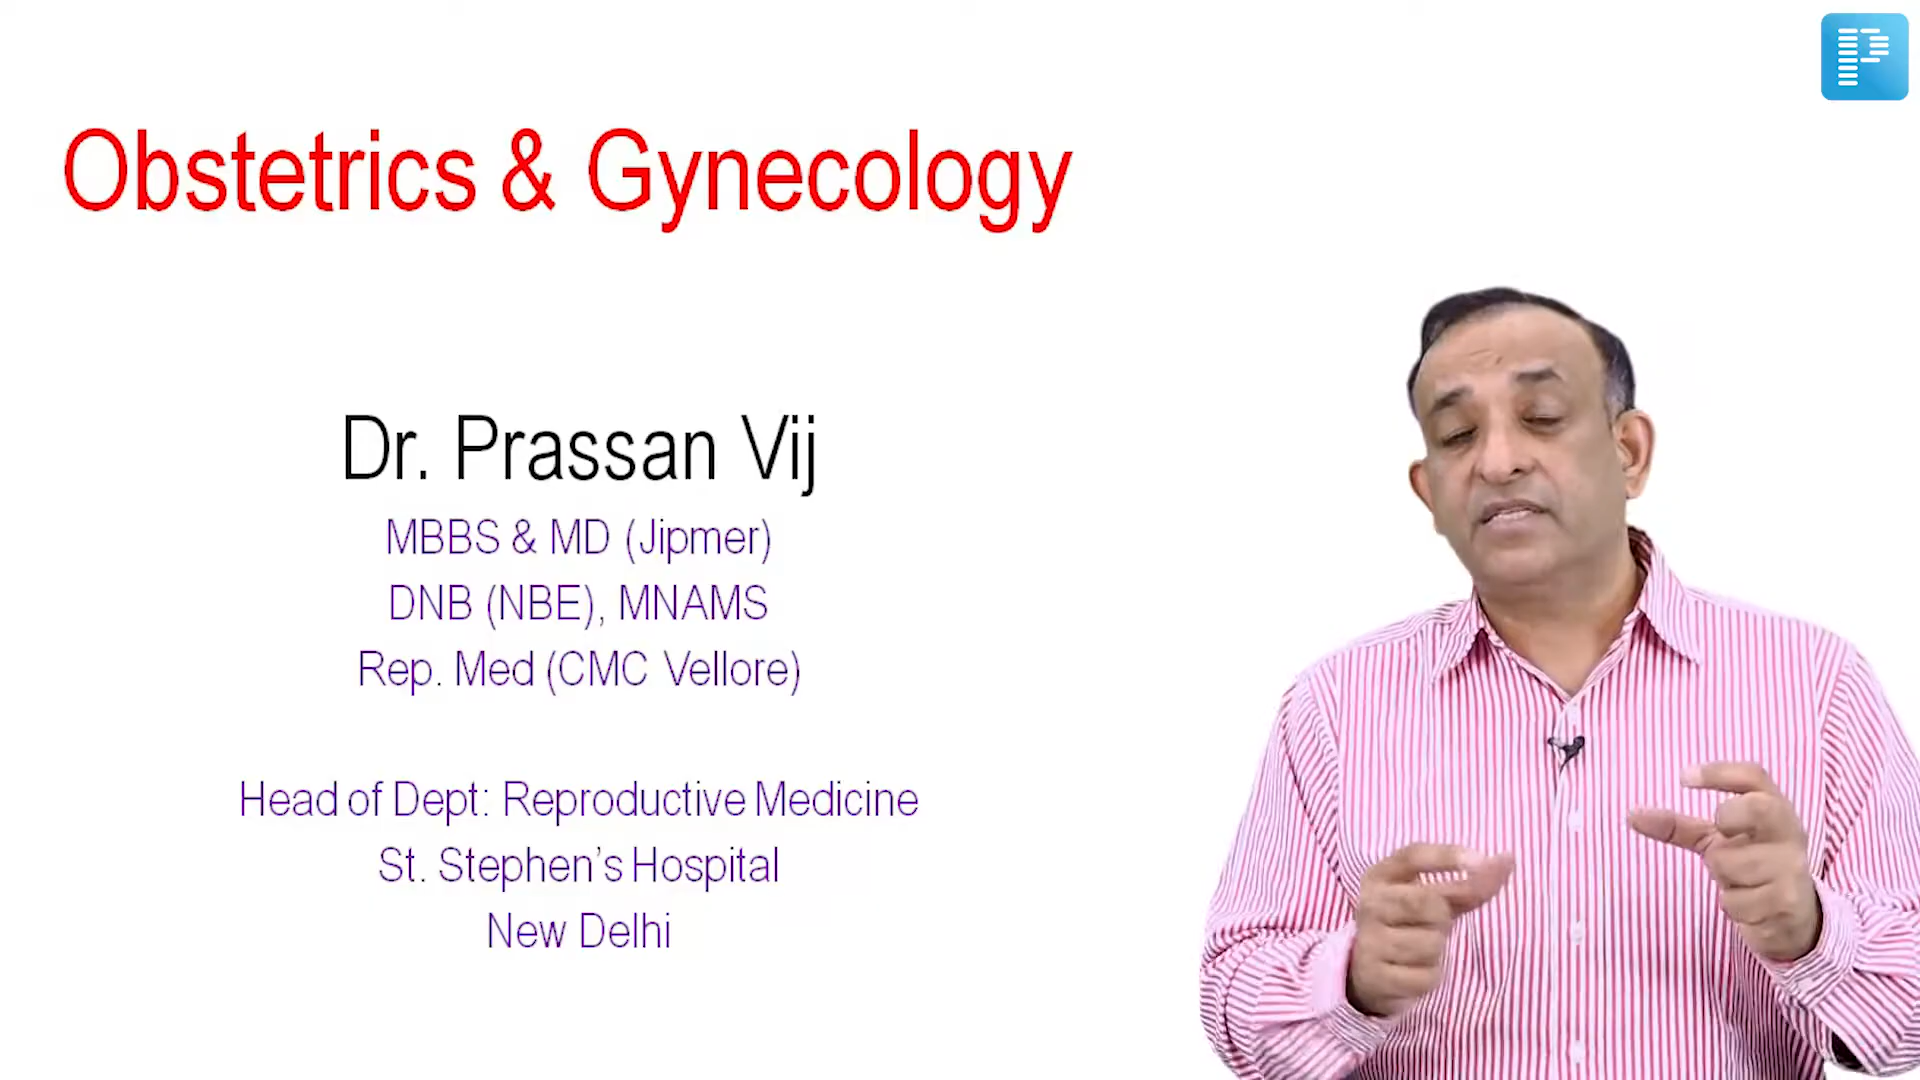 Obstetrics & Gynecology
Dr. Prassan Vij
MBBS & MD (Jipmer)
DNB (NBE), MNAMS
Rep. Med (CMC Vellore)
Head of Dept: Reproductive Medicine
St. Stephen’s Hospital
New Delhi
P